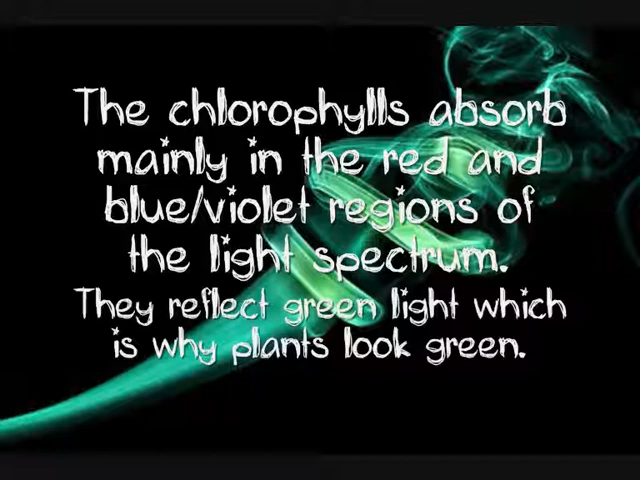 The chlorophylls absorb
mainly in the red and
blue/violet regions of
the light spectrum.
They reflect green light which
is why plants look green.